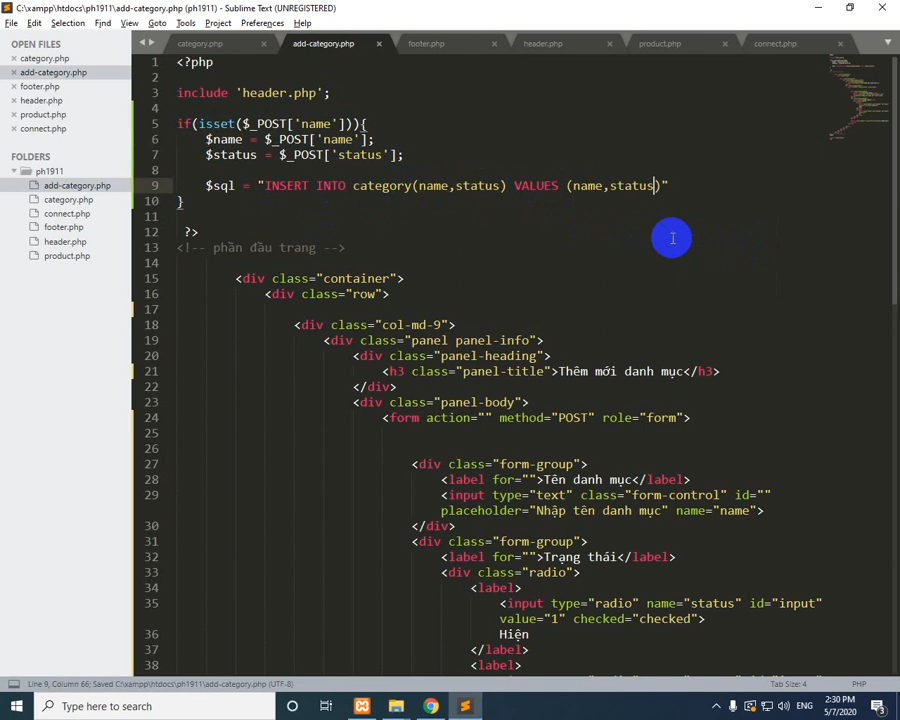 C:\xampp\htdocs\ph1911\add-category.php (ph1911) - Sublime Text (UNREGISTERED)
File Edit Selection Find View Goto Tools Project Preferences Help
OPEN FILES
category.php
add-category.php
footer.php
header.php
product.php
connect.php
FOLDERS
ph1911
add-category.php
category.php
connect.php
footer.php
header.php
product.php
category.php add-category.php footer.php header.php product.php connect.php
1 <?php
2
3 include 'header.php';
4
5 if(isset($_POST['name'])){
6 $name = $_POST['name'];
7 $status = $_POST['status'];
8
9 $sql = "INSERT INTO category(name,status) VALUES (name,status)"
10 }
11
12 ?>
13 <!-- phần đầu trang -->
14
15 <div class="container">
16 <div class="row">
17
18 <div class="col-md-9">
19 <div class="panel panel-info">
20 <div class="panel-heading">
21 <h3 class="panel-title">Thêm mới danh mục</h3>
22 </div>
23 <div class="panel-body">
24 <form action="" method="POST" role="form">
25
26
27 <div class="form-group">
28 <label for="">Tên danh mục</label>
29 <input type="text" class="form-control" id=""
placeholder="Nhập tên danh mục" name="name">
30 </div>
31 <div class="form-group">
32 <label for="">Trạng thái</label>
33 <div class="radio">
34 <label>
35 <input type="radio" name="status" id="input"
value="1" checked="checked">
36 Hiện
37 </label>
38 <label>
Line 9, Column 66; Saved C:\xampp\htdocs\ph1911\add-category.php (UTF-8) Tab Size: 4 PHP
Type here to search
ENG
2:30 PM
5/7/2020
3